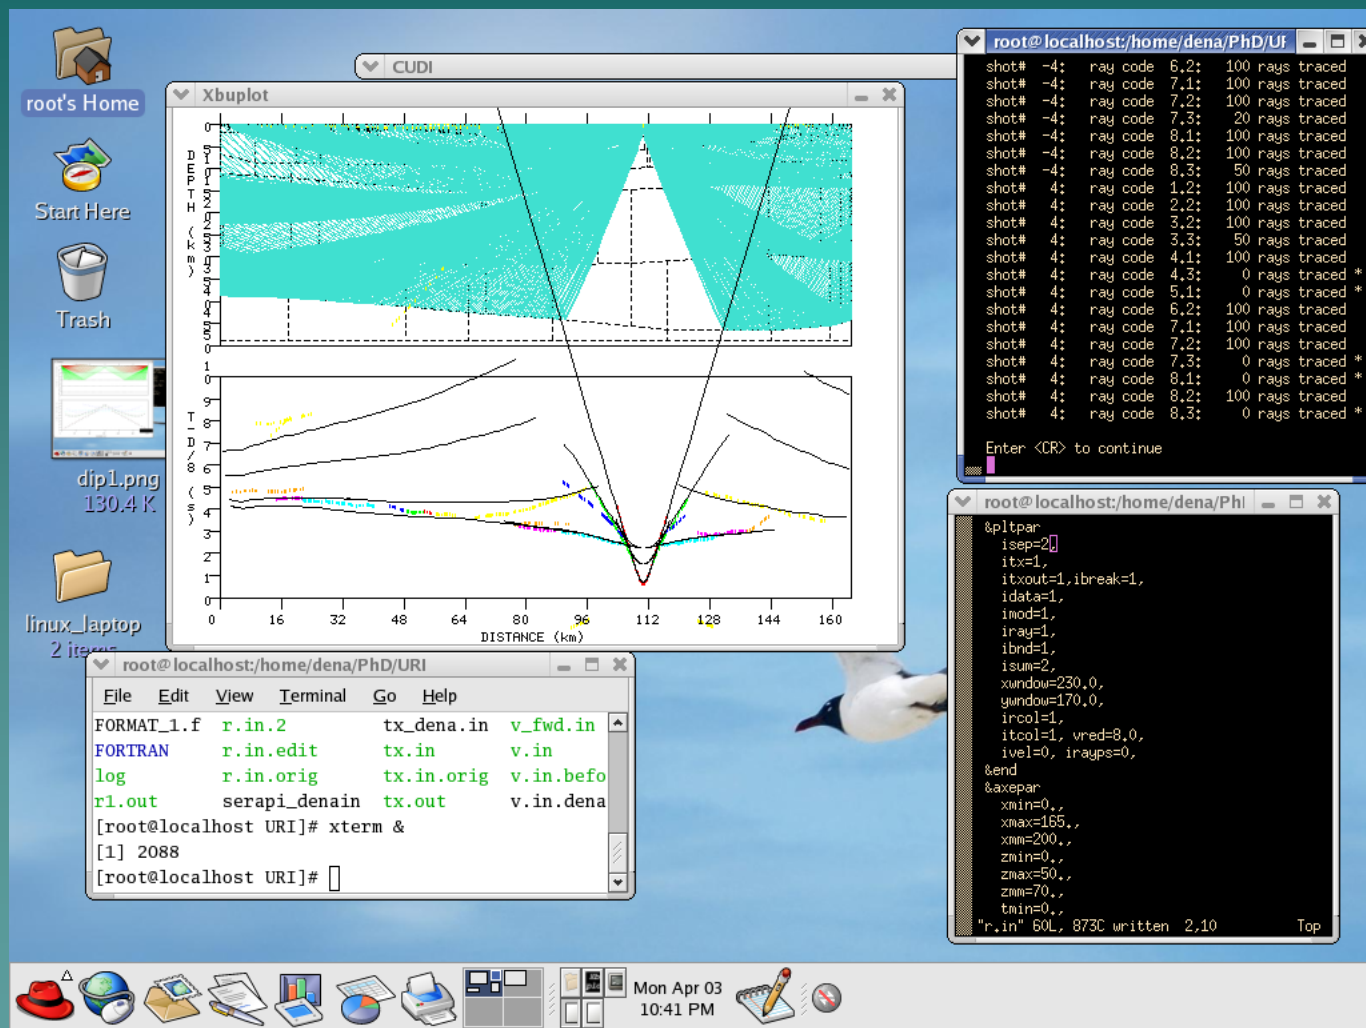 root's Home
Start Here
Trash
dip1.png
130.4 K
linux_laptop
2 items
CUDI
Xbuplot
DEPTH (km)
T-D/8 (s)
0 16 32 48 64 80 96 112 128 144 160
DISTANCE (km)
root@localhost:/home/dena/PhD/UF
shot# -4: ray code 6.2: 100 rays traced
shot# -4: ray code 7.1: 100 rays traced
shot# -4: ray code 7.2: 100 rays traced
shot# -4: ray code 7.3: 20 rays traced
shot# -4: ray code 8.1: 100 rays traced
shot# -4: ray code 8.2: 100 rays traced
shot# -4: ray code 8.3: 50 rays traced
shot# 4: ray code 1.2: 100 rays traced
shot# 4: ray code 2.2: 100 rays traced
shot# 4: ray code 3.2: 100 rays traced
shot# 4: ray code 3.3: 50 rays traced
shot# 4: ray code 4.1: 100 rays traced
shot# 4: ray code 4.3: 0 rays traced *
shot# 4: ray code 5.1: 0 rays traced *
shot# 4: ray code 6.2: 100 rays traced
shot# 4: ray code 7.1: 100 rays traced
shot# 4: ray code 7.2: 100 rays traced
shot# 4: ray code 7.3: 0 rays traced *
shot# 4: ray code 8.1: 0 rays traced *
shot# 4: ray code 8.2: 100 rays traced
shot# 4: ray code 8.3: 0 rays traced *
Enter <CR> to continue
root@localhost:/home/dena/Ph
&pltpar
isep=2,
itx=1,
itxout=1,ibreak=1,
idata=1,
imod=1,
iray=1,
ibnd=1,
isum=2,
xwndow=230.0,
ywndow=170.0,
ircol=1,
itcol=1, vred=8.0,
ivel=0, irayps=0,
&end
&axepar
xmin=0.,
xmax=165.,
xmm=200.,
zmin=0.,
zmax=50.,
zmm=70.,
tmin=0.,
"r.in" 60L, 873C written 2,10 Top
root@localhost:/home/dena/PhD/URI
File Edit View Terminal Go Help
FORMAT_1.f r.in.2 tx_dena.in v_fwd.in
FORTRAN r.in.edit tx.in v.in
log r.in.orig tx.in.orig v.in.befo
r1.out serapi_denain tx.out v.in.dena
[root@localhost URI]# xterm &
[1] 2088
[root@localhost URI]#
Mon Apr 03
10:41 PM